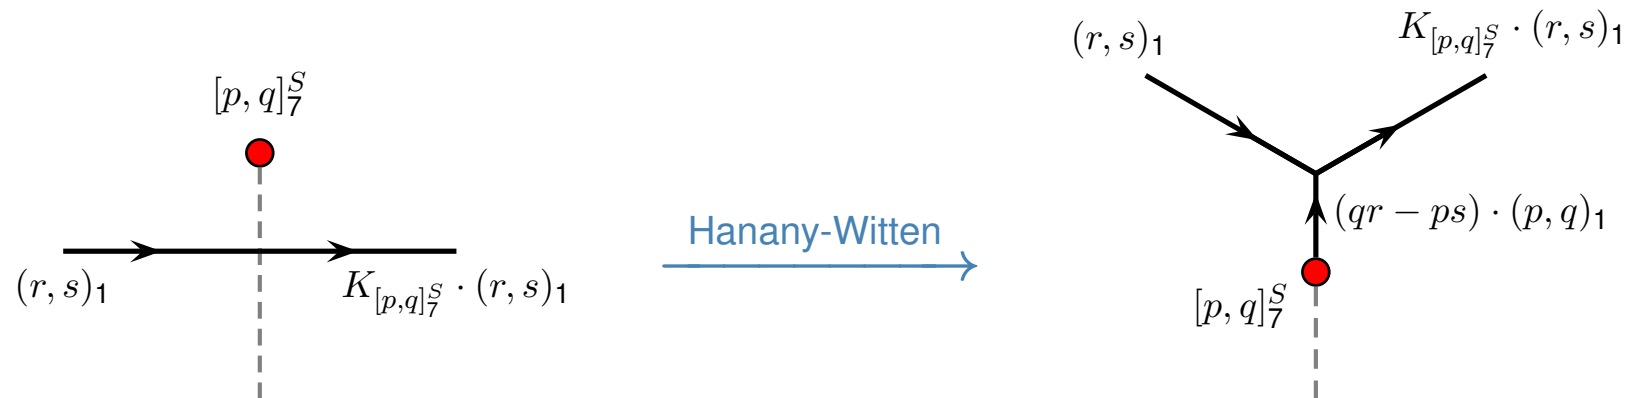 [p, q]^S_7
(r, s)_1
K_{[p,q]^S_7} · (r, s)_1
Hanany-Witten
(r, s)_1
K_{[p,q]^S_7} · (r, s)_1
(qr − ps) · (p, q)_1
[p, q]^S_7